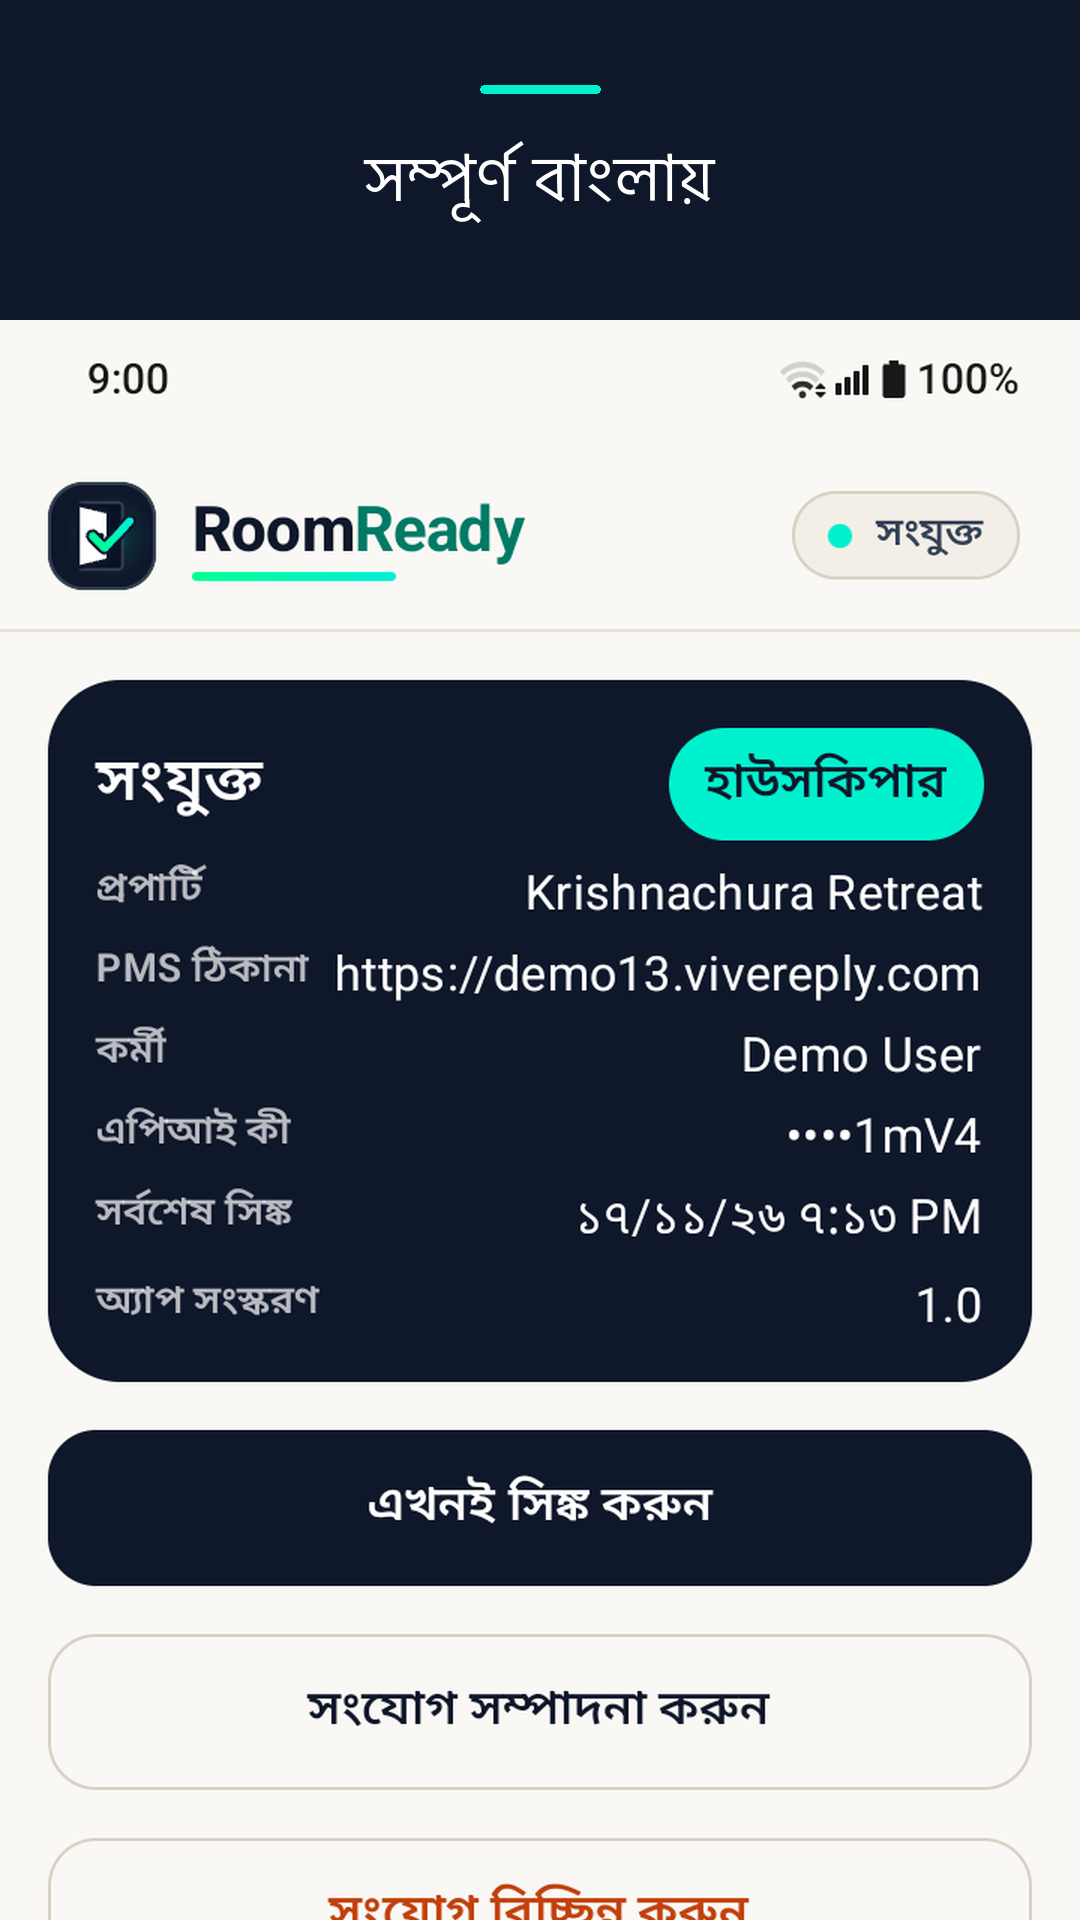 সম্পূর্ণ বাংলায়
9:00 100%
RoomReady সংযুক্ত
সংযুক্ত হাউসকিপার
প্রপার্টি Krishnachura Retreat
PMS ঠিকানা https://demo13.vivereply.com
কর্মী Demo User
এপিআই কী ••••1mV4
সর্বশেষ সিঙ্ক ১৭/১১/২৬ ৭:১৩ PM
অ্যাপ সংস্করণ 1.0
এখনই সিঙ্ক করুন
সংযোগ সম্পাদনা করুন
সংযোগ বিচ্ছিন্ন করুন